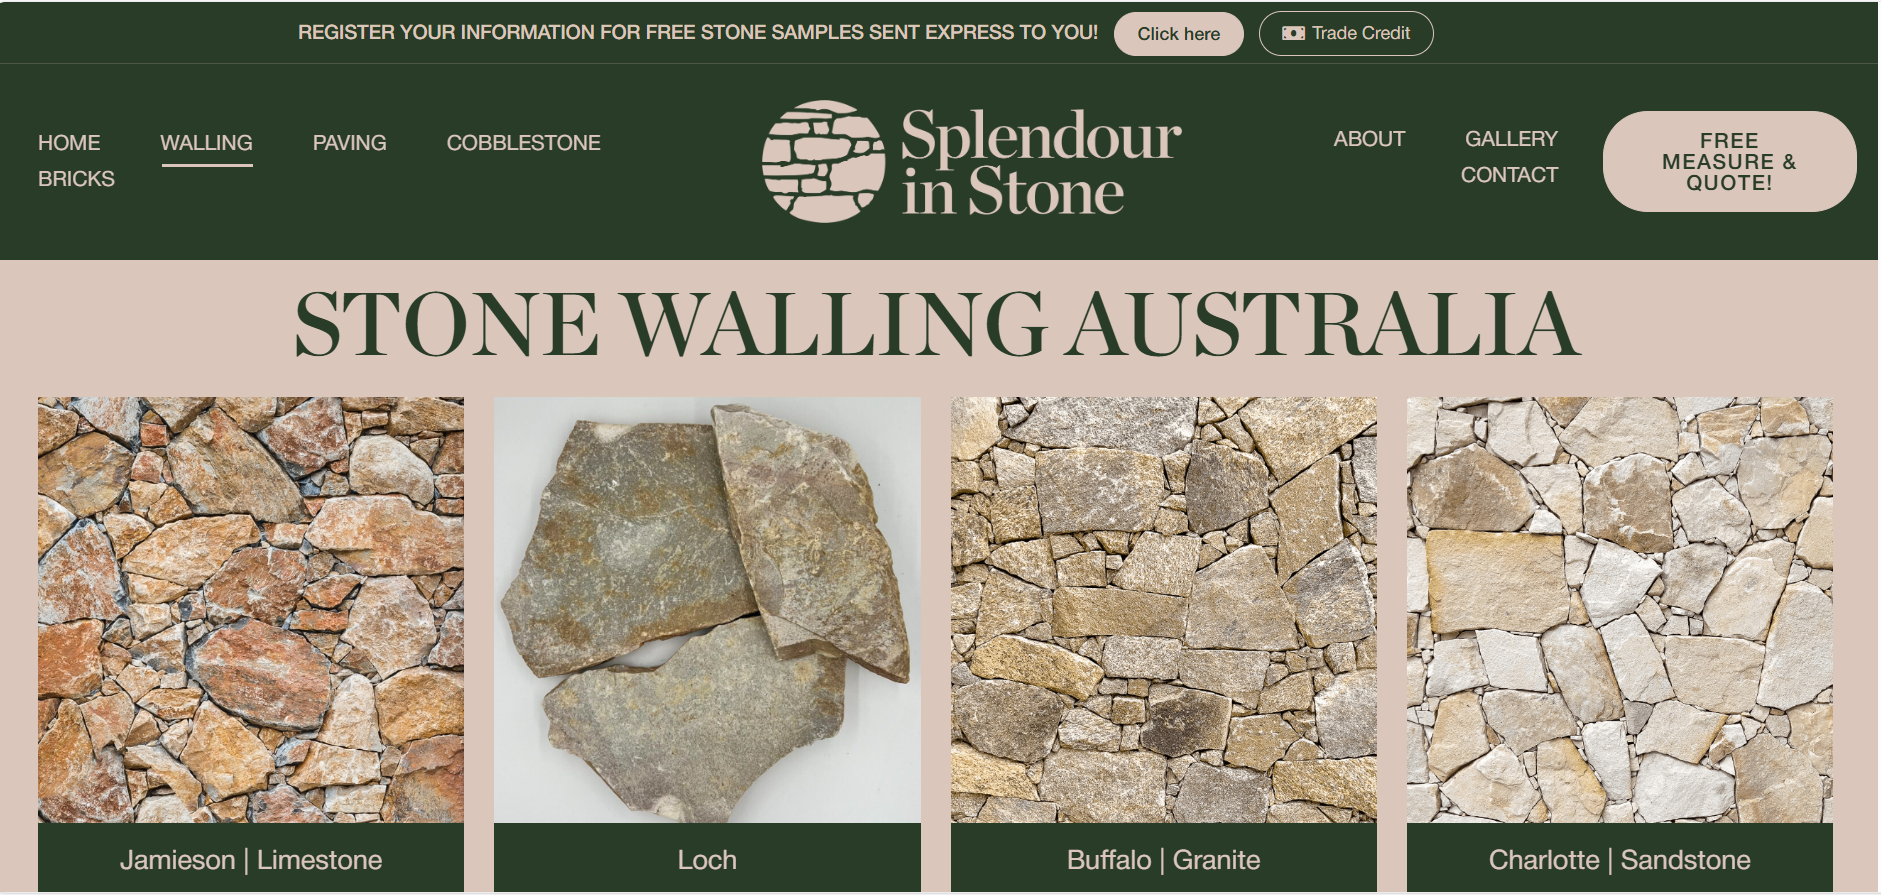 REGISTER YOUR INFORMATION FOR FREE STONE SAMPLES SENT EXPRESS TO YOU! Click here Trade Credit
HOME WALLING PAVING COBBLESTONE
BRICKS
Splendour
in Stone
ABOUT GALLERY
CONTACT
FREE
MEASURE &
QUOTE!
STONE WALLING AUSTRALIA
Jamieson | Limestone
Loch
Buffalo | Granite
Charlotte | Sandstone